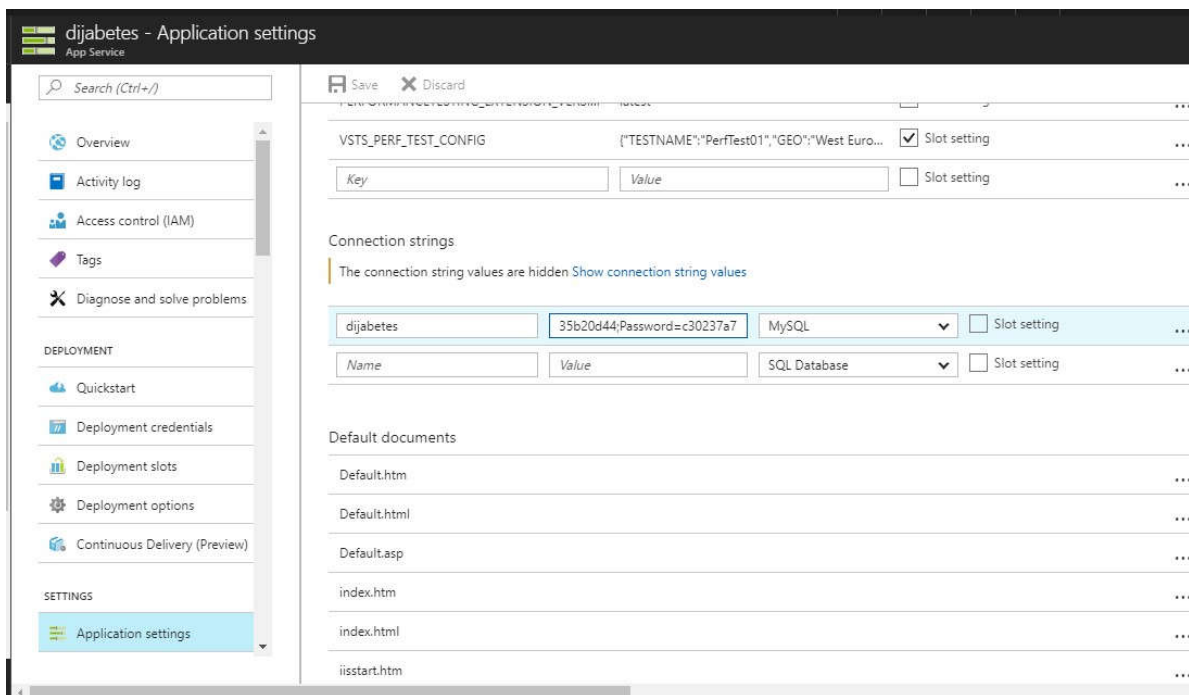 dijabetes - Application settings
App Service
Search (Ctrl+/)
Overview
Activity log
Access control (IAM)
Tags
Diagnose and solve problems
DEPLOYMENT
Quickstart
Deployment credentials
Deployment slots
Deployment options
Continuous Delivery (Preview)
SETTINGS
Application settings
Save Discard
VSTS_PERF_TEST_CONFIG {"TESTNAME":"PerfTest01","GEO":"West Euro... Slot setting
Key Value Slot setting
Connection strings
The connection string values are hidden Show connection string values
dijabetes 35b20d44;Password=c30237a7 MySQL Slot setting
Name Value SQL Database Slot setting
Default documents
Default.htm
Default.html
Default.asp
index.htm
index.html
iisstart.htm